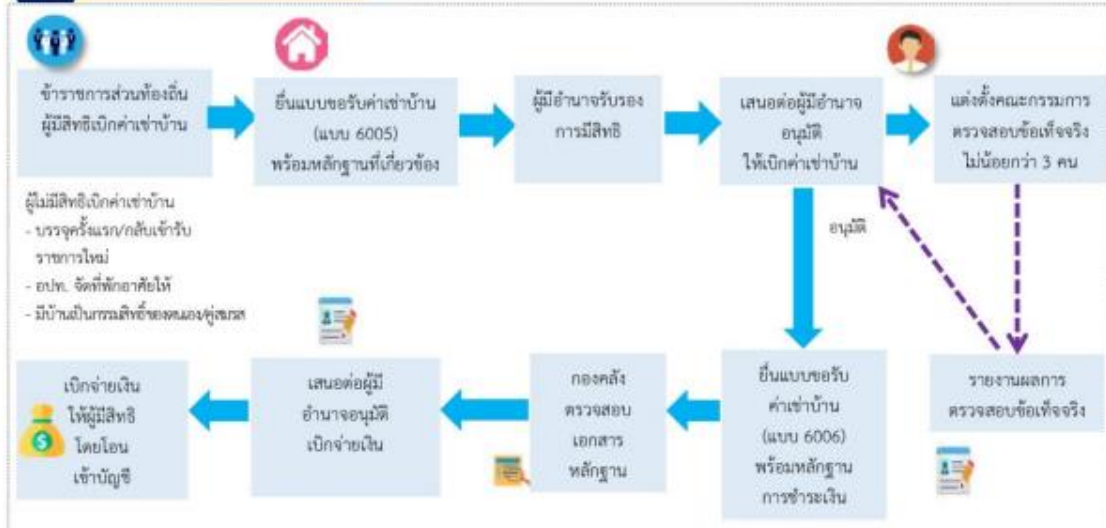 ข้าราชการส่วนท้องถิ่น
ผู้มีสิทธิเบิกค่าเช่าบ้าน
ยื่นแบบขอรับค่าเช่าบ้าน
(แบบ 6005)
พร้อมหลักฐานที่เกี่ยวข้อง
ผู้มีอำนาจรับรอง
การมีสิทธิ
เสนอต่อผู้มีอำนาจ
อนุมัติ
ให้เบิกค่าเช่าบ้าน
แต่งตั้งคณะกรรมการ
ตรวจสอบข้อเท็จจริง
ไม่น้อยกว่า 3 คน
ผู้ไม่มีสิทธิเบิกค่าเช่าบ้าน
- บรรจุครั้งแรก/กลับเข้ารับ
ราชการใหม่
- อปท. จัดที่พักอาศัยให้
- มีบ้านเป็นกรรมสิทธิ์ของตนเอง/คู่สมรส
อนุมัติ
รายงานผลการ
ตรวจสอบข้อเท็จจริง
ยื่นแบบขอรับ
ค่าเช่าบ้าน
(แบบ 6006)
พร้อมหลักฐาน
การชำระเงิน
กองคลัง
ตรวจสอบ
เอกสาร
หลักฐาน
เสนอต่อผู้มี
อำนาจอนุมัติ
เบิกจ่ายเงิน
เบิกจ่ายเงิน
ให้ผู้มีสิทธิ
โดยโอน
เข้าบัญชี